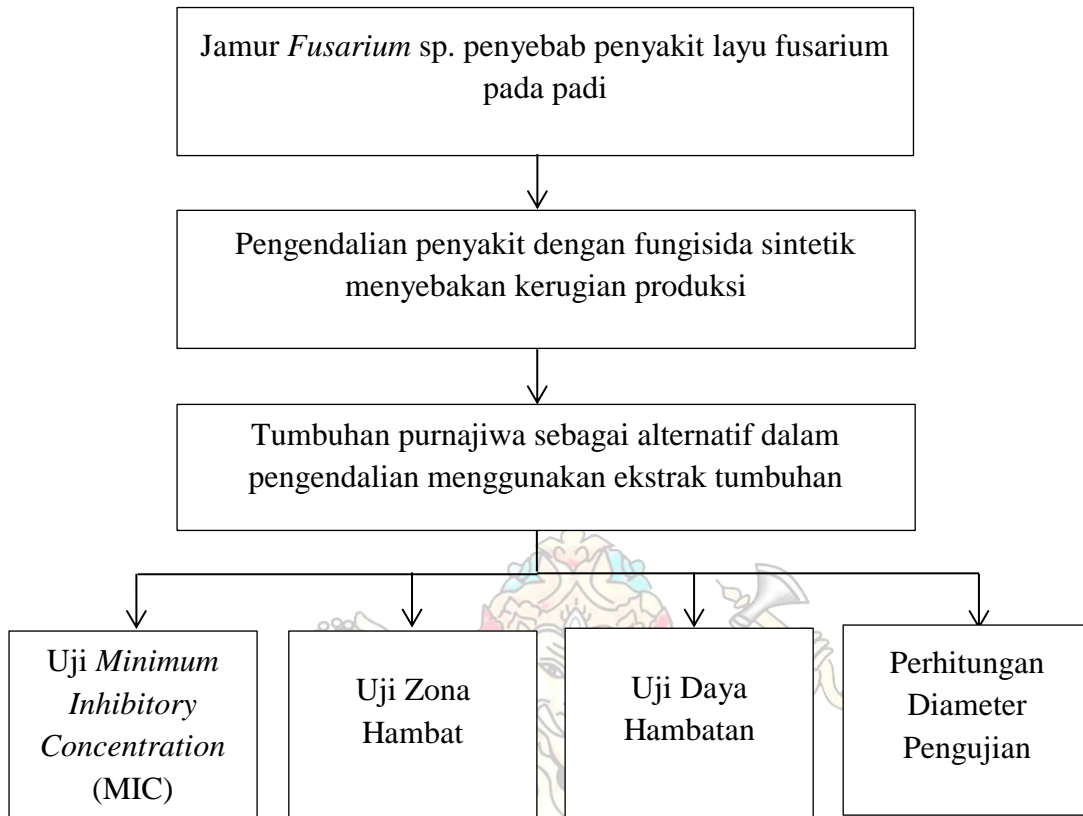 Jamur Fusarium sp. penyebab penyakit layu fusarium
pada padi
Pengendalian penyakit dengan fungisida sintetik
menyebakan kerugian produksi
Tumbuhan purnajiwa sebagai alternatif dalam
pengendalian menggunakan ekstrak tumbuhan
Uji Minimum
Inhibitory
Concentration
(MIC)
Uji Zona
Hambat
Uji Daya
Hambatan
Perhitungan
Diameter
Pengujian